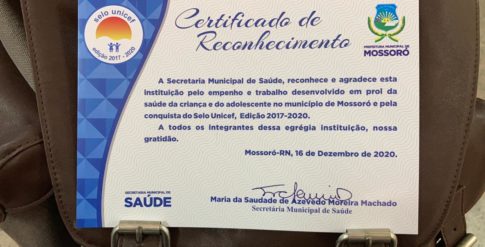 selo unicef
edição 2017 - 2020
Certificado de
Reconhecimento
PREFEITURA MUNICIPAL DE
MOSSORÓ
A Secretaria Municipal de Saúde, reconhece e agradece esta
instituição pelo empenho e trabalho desenvolvido em prol da
saúde da criança e do adolescente no município de Mossoró e pela
conquista do Selo Unicef, Edição 2017-2020.
A todos os integrantes dessa egrégia instituição, nossa
gratidão.
Mossoró-RN, 16 de Dezembro de 2020.
SECRETARIA MUNICIPAL DE
SAÚDE
Maria da Saudade de Azevedo Moreira Machado
Secretária Municipal de Saúde